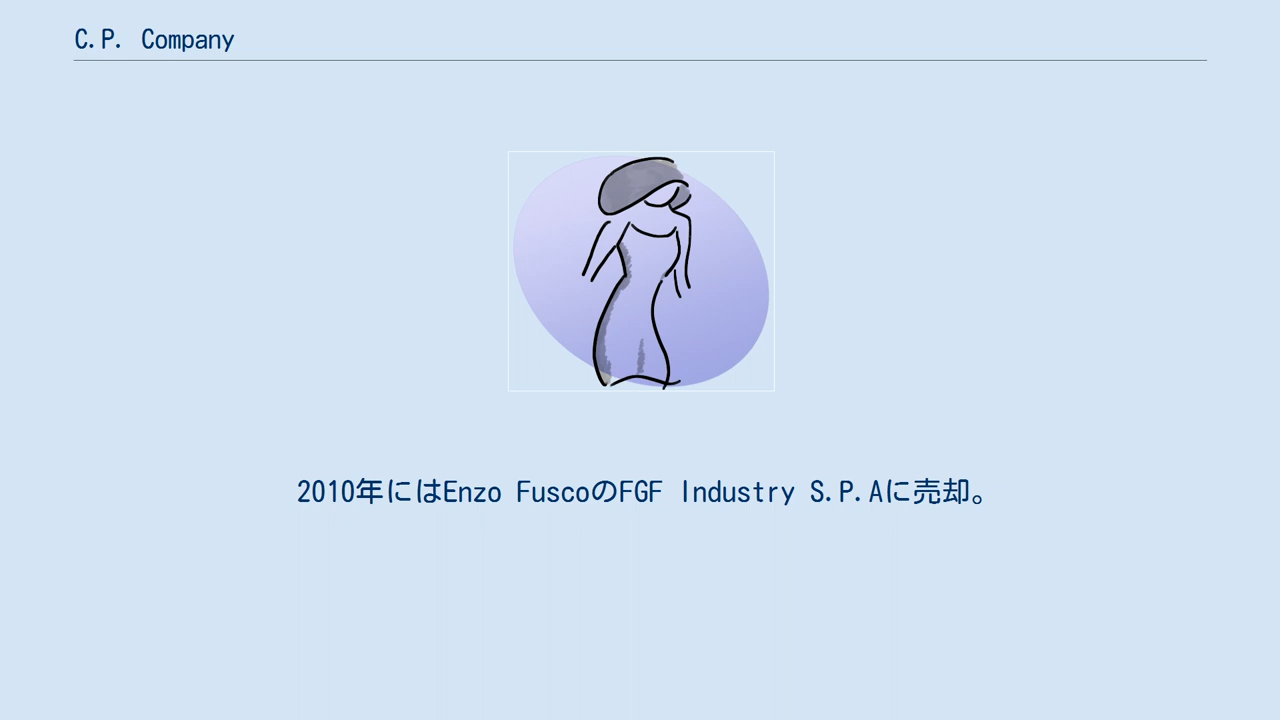 C.P. Company
2010年にはEnzo FuscoのFGF Industry S.P.Aに売却。